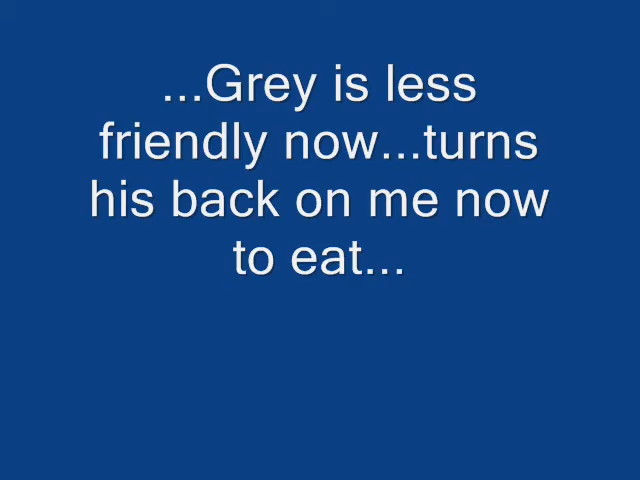 ...Grey is less
friendly now...turns
his back on me now
to eat...